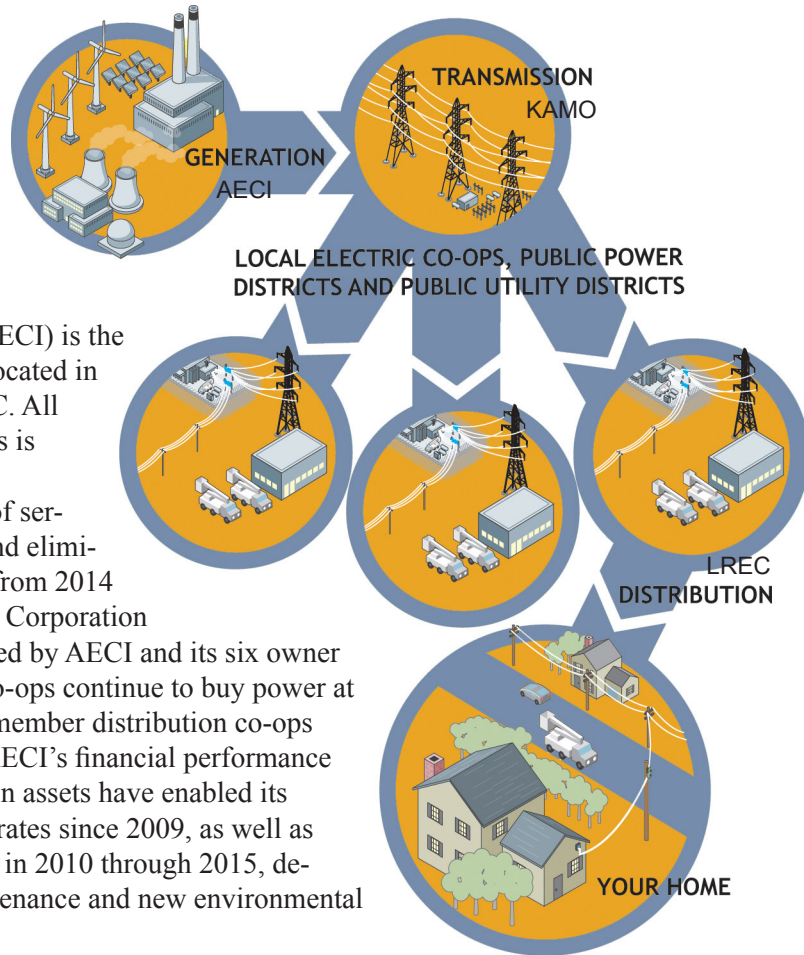 TRANSMISSION
KAMO
GENERATION
AECI
LOCAL ELECTRIC CO-OPS, PUBLIC POWER
DISTRICTS AND PUBLIC UTILITY DISTRICTS
ECI) is the
ocated in
C. All
s is
of ser-
nd elimi-
from 2014
Corporation
ed by AECI and its six owner
o-ops continue to buy power at
member distribution co-ops
AECI’s financial performance
n assets have enabled its
rates since 2009, as well as
in 2010 through 2015, de-
enance and new environmental
LREC
DISTRIBUTION
YOUR HOME